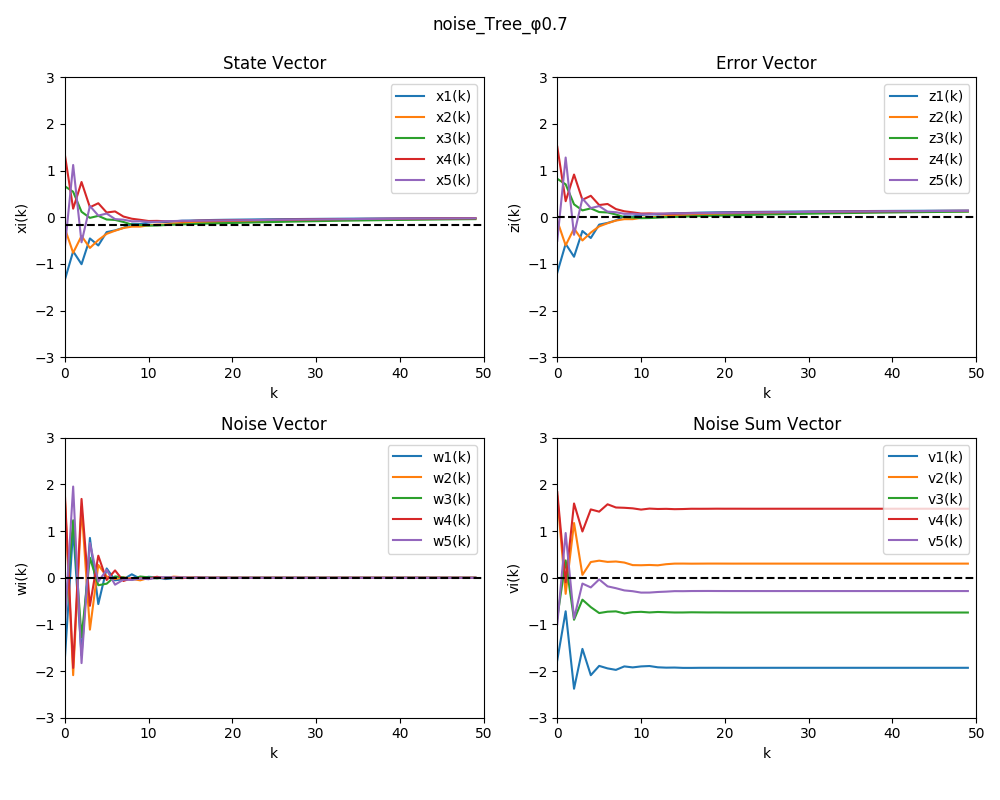 noise_Tree_φ0.7
State Vector
3
2
1
0
−1
−2
−3
xi(k)
0
10
20
30
40
50
k
x1(k)
x2(k)
x3(k)
x4(k)
x5(k)
Error Vector
3
2
1
0
−1
−2
−3
zi(k)
0
10
20
30
40
50
k
z1(k)
z2(k)
z3(k)
z4(k)
z5(k)
Noise Vector
3
2
1
0
−1
−2
−3
wi(k)
0
10
20
30
40
50
k
w1(k)
w2(k)
w3(k)
w4(k)
w5(k)
Noise Sum Vector
3
2
1
0
−1
−2
−3
vi(k)
0
10
20
30
40
50
k
v1(k)
v2(k)
v3(k)
v4(k)
v5(k)